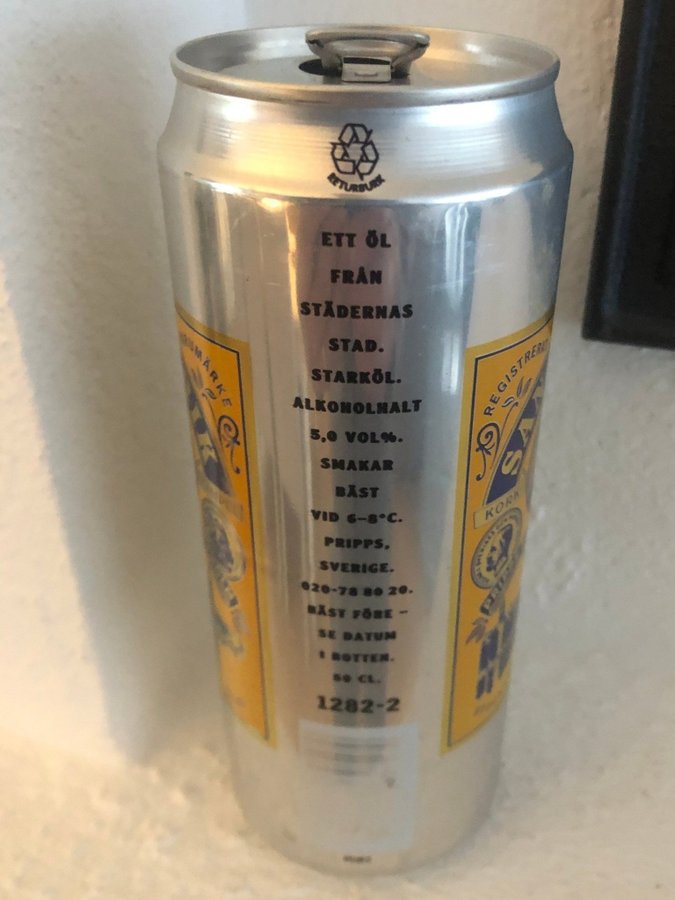 RETURBURK
ETT ÖL
FRÅN
STÄDERNAS
STAD.
STARKÖL.
ALKOHOLHALT
5,0 VOL%.
SMAKAR
BÄST
VID 6-8°C.
PRIPPS,
SVERIGE.
020-78 80 20.
BÄST FÖRE -
SE DATUM
I BOTTEN.
50 CL.
1282-2
REGISTRERAT
KORK